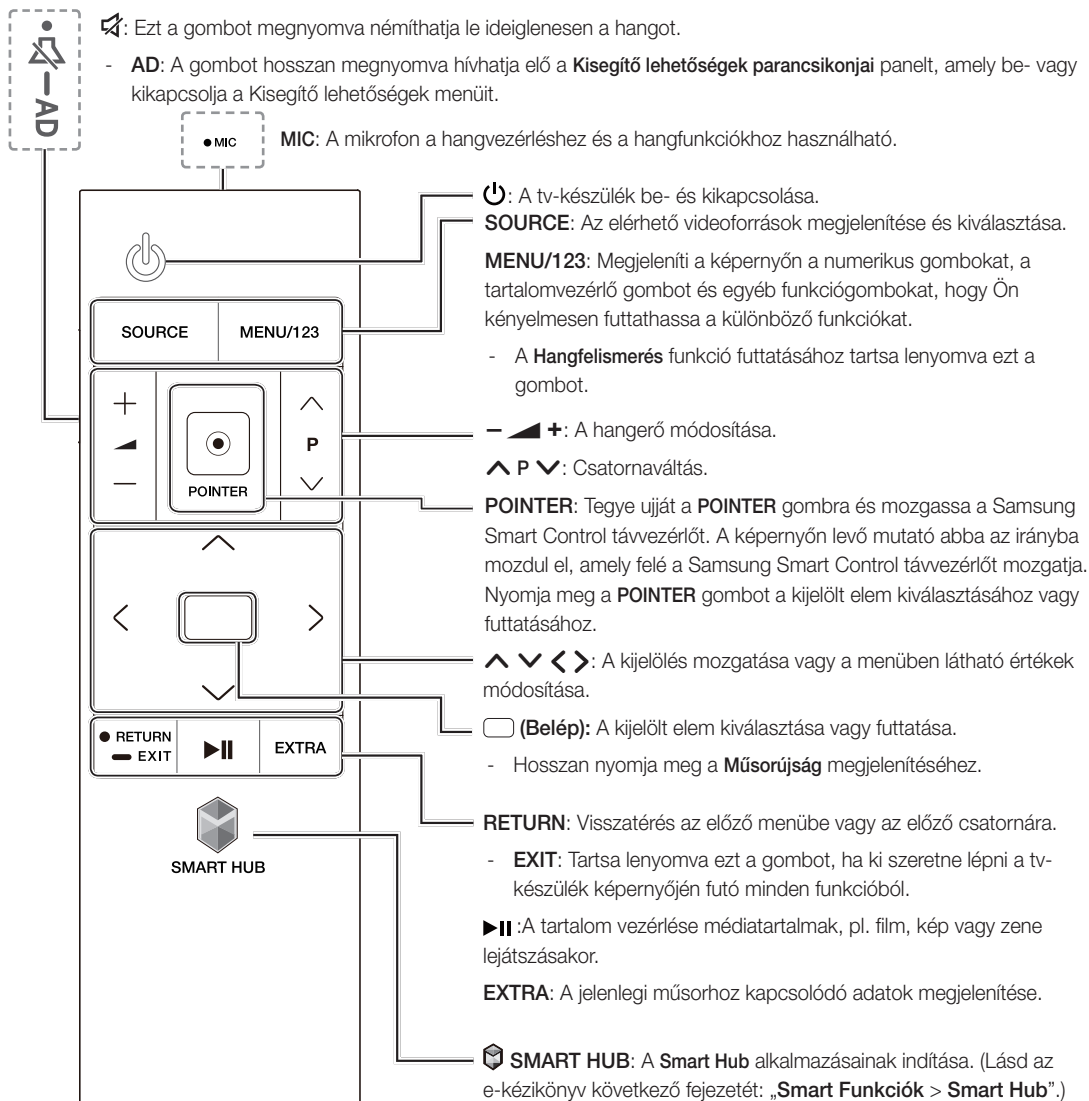 : Ezt a gombot megnyomva némíthatja le ideiglenesen a hangot.
- AD: A gombot hosszan megnyomva hívhatja elő a Kisegítő lehetőségek parancsikonjai panelt, amely be- vagy
kikapcsolja a Kisegítő lehetőségek menüit.
AD
MIC
MIC: A mikrofon a hangvezérléshez és a hangfunkciókhoz használható.
: A tv-készülék be- és kikapcsolása.
SOURCE: Az elérhető videoforrások megjelenítése és kiválasztása.
MENU/123: Megjeleníti a képernyőn a numerikus gombokat, a
tartalomvezérlő gombot és egyéb funkciógombokat, hogy Ön
kényelmesen futtathassa a különböző funkciókat.
- A Hangfelismerés funkció futtatásához tartsa lenyomva ezt a
gombot.
SOURCE
MENU/123
+
P
—
POINTER
− +: A hangerő módosítása.
P : Csatornaváltás.
POINTER: Tegye ujját a POINTER gombra és mozgassa a Samsung
Smart Control távvezérlőt. A képernyőn levő mutató abba az irányba
mozdul el, amely felé a Samsung Smart Control távvezérlőt mozgatja.
Nyomja meg a POINTER gombot a kijelölt elem kiválasztásához vagy
futtatásához.
: A kijelölés mozgatása vagy a menüben látható értékek
módosítása.
(Belép): A kijelölt elem kiválasztása vagy futtatása.
- Hosszan nyomja meg a Műsorújság megjelenítéséhez.
RETURN
EXIT
EXTRA
SMART HUB
RETURN: Visszatérés az előző menübe vagy az előző csatornára.
- EXIT: Tartsa lenyomva ezt a gombot, ha ki szeretne lépni a tv-
készülék képernyőjén futó minden funkcióból.
:A tartalom vezérlése médiatartalmak, pl. film, kép vagy zene
lejátszásakor.
EXTRA: A jelenlegi műsorhoz kapcsolódó adatok megjelenítése.
SMART HUB: A Smart Hub alkalmazásainak indítása. (Lásd az
e-kézikönyv következő fejezetét: „Smart Funkciók > Smart Hub".)